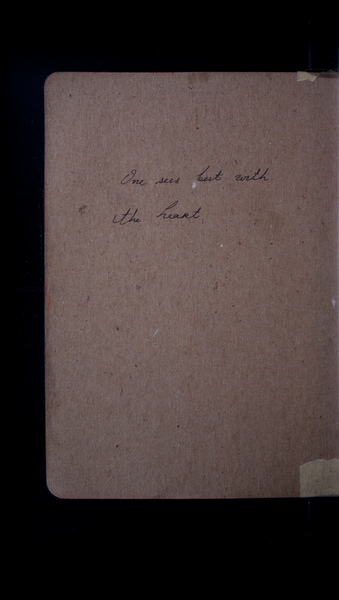 One sees best with
the heart.